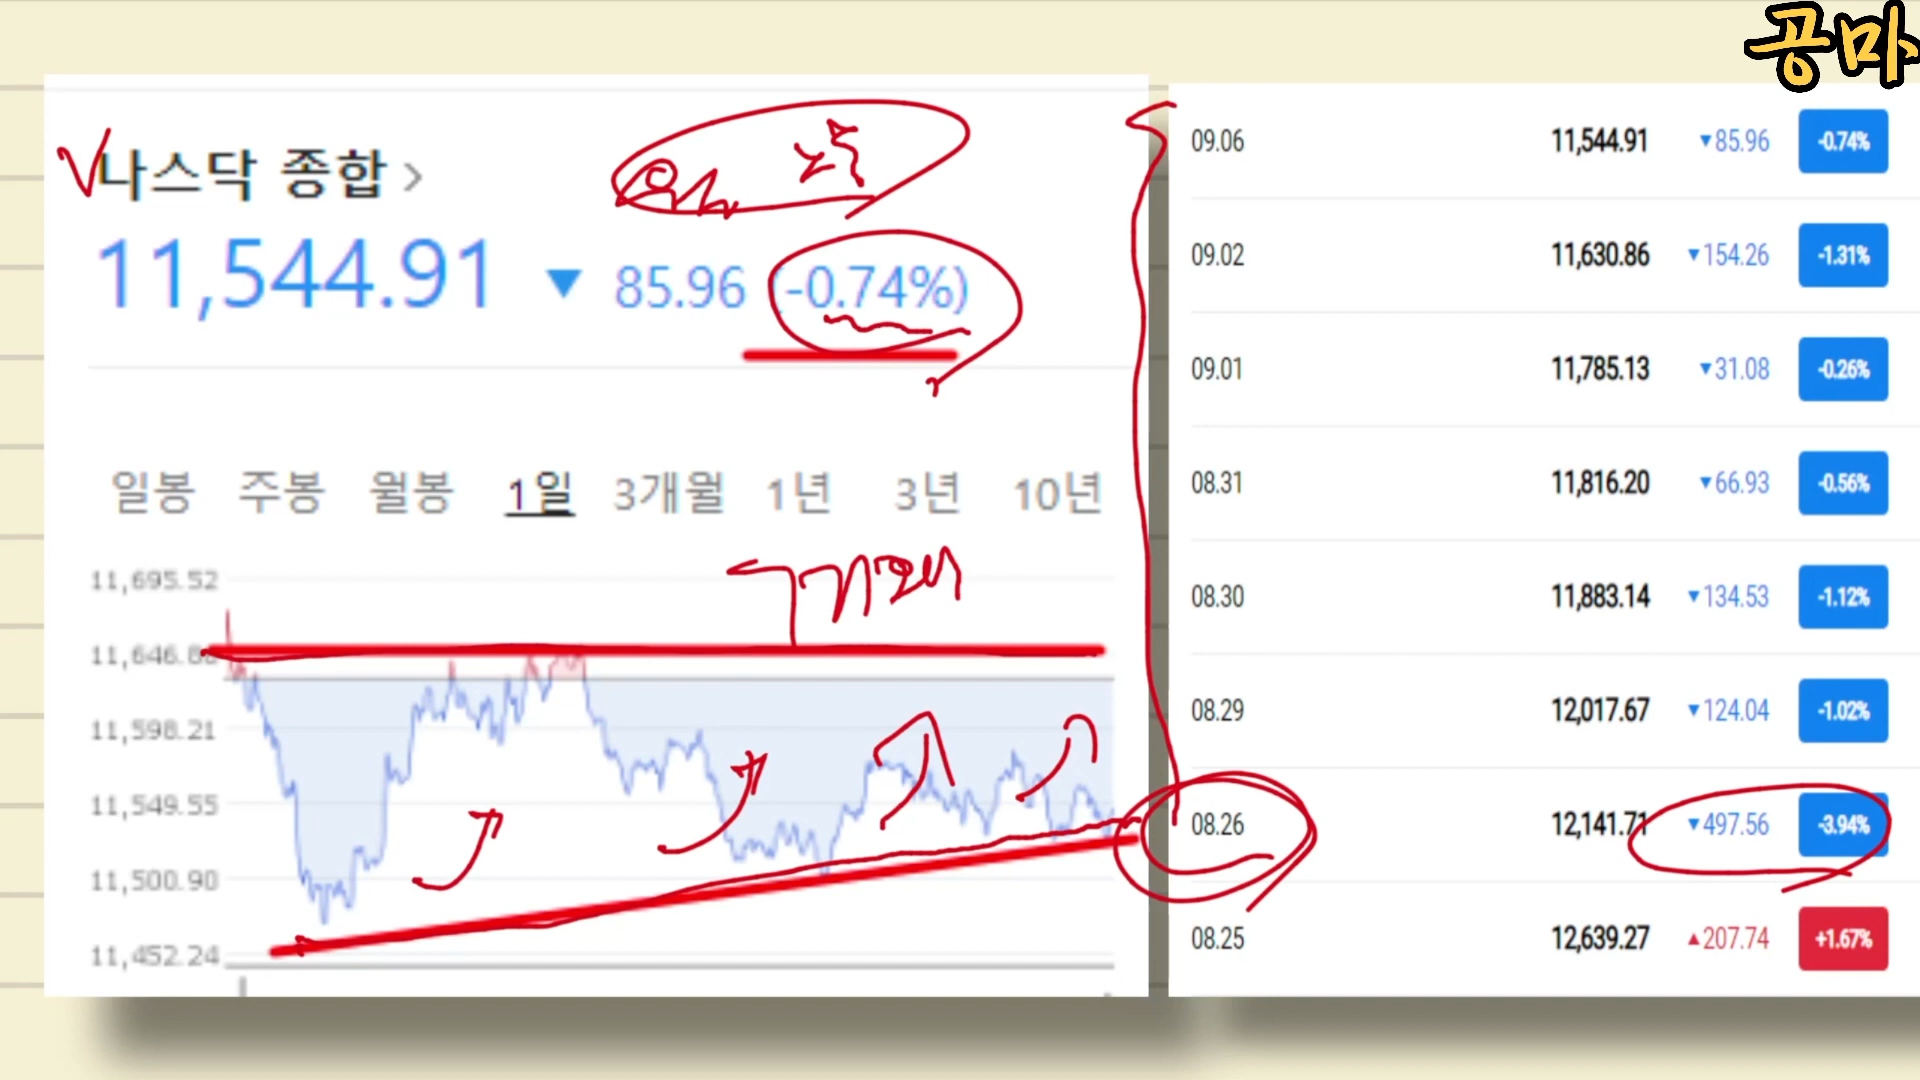 공마
나스닥 종합 >
11,544.91 ▼ 85.96 (-0.74%)
일봉 주봉 월봉 1일 3개월 1년 3년 10년
11,695.52
11,646.88
11,598.21
11,549.55
11,500.90
11,452.24
09.06 11,544.91 ▼85.96 -0.74%
09.02 11,630.86 ▼154.26 -1.31%
09.01 11,785.13 ▼31.08 -0.26%
08.31 11,816.20 ▼66.93 -0.56%
08.30 11,883.14 ▼134.53 -1.12%
08.29 12,017.67 ▼124.04 -1.02%
08.26 12,141.71 ▼497.56 -3.94%
08.25 12,639.27 ▲207.74 +1.67%